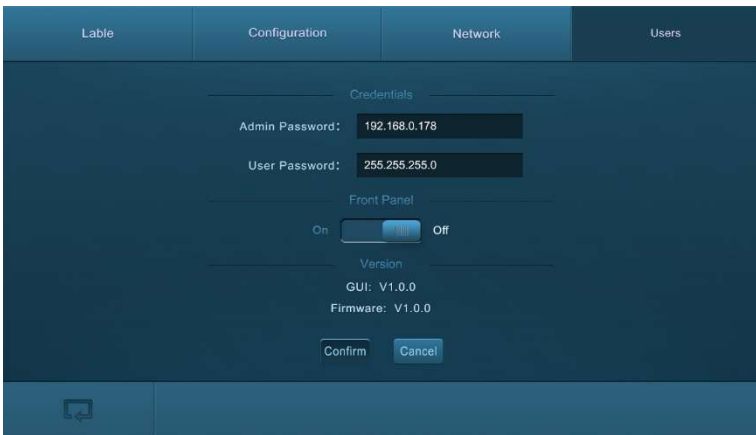 Lable Configuration Network Users
Credentials
Admin Password: 192.168.0.178
User Password: 255.255.255.0
Front Panel
On Off
Version
GUI: V1.0.0
Firmware: V1.0.0
Confirm Cancel